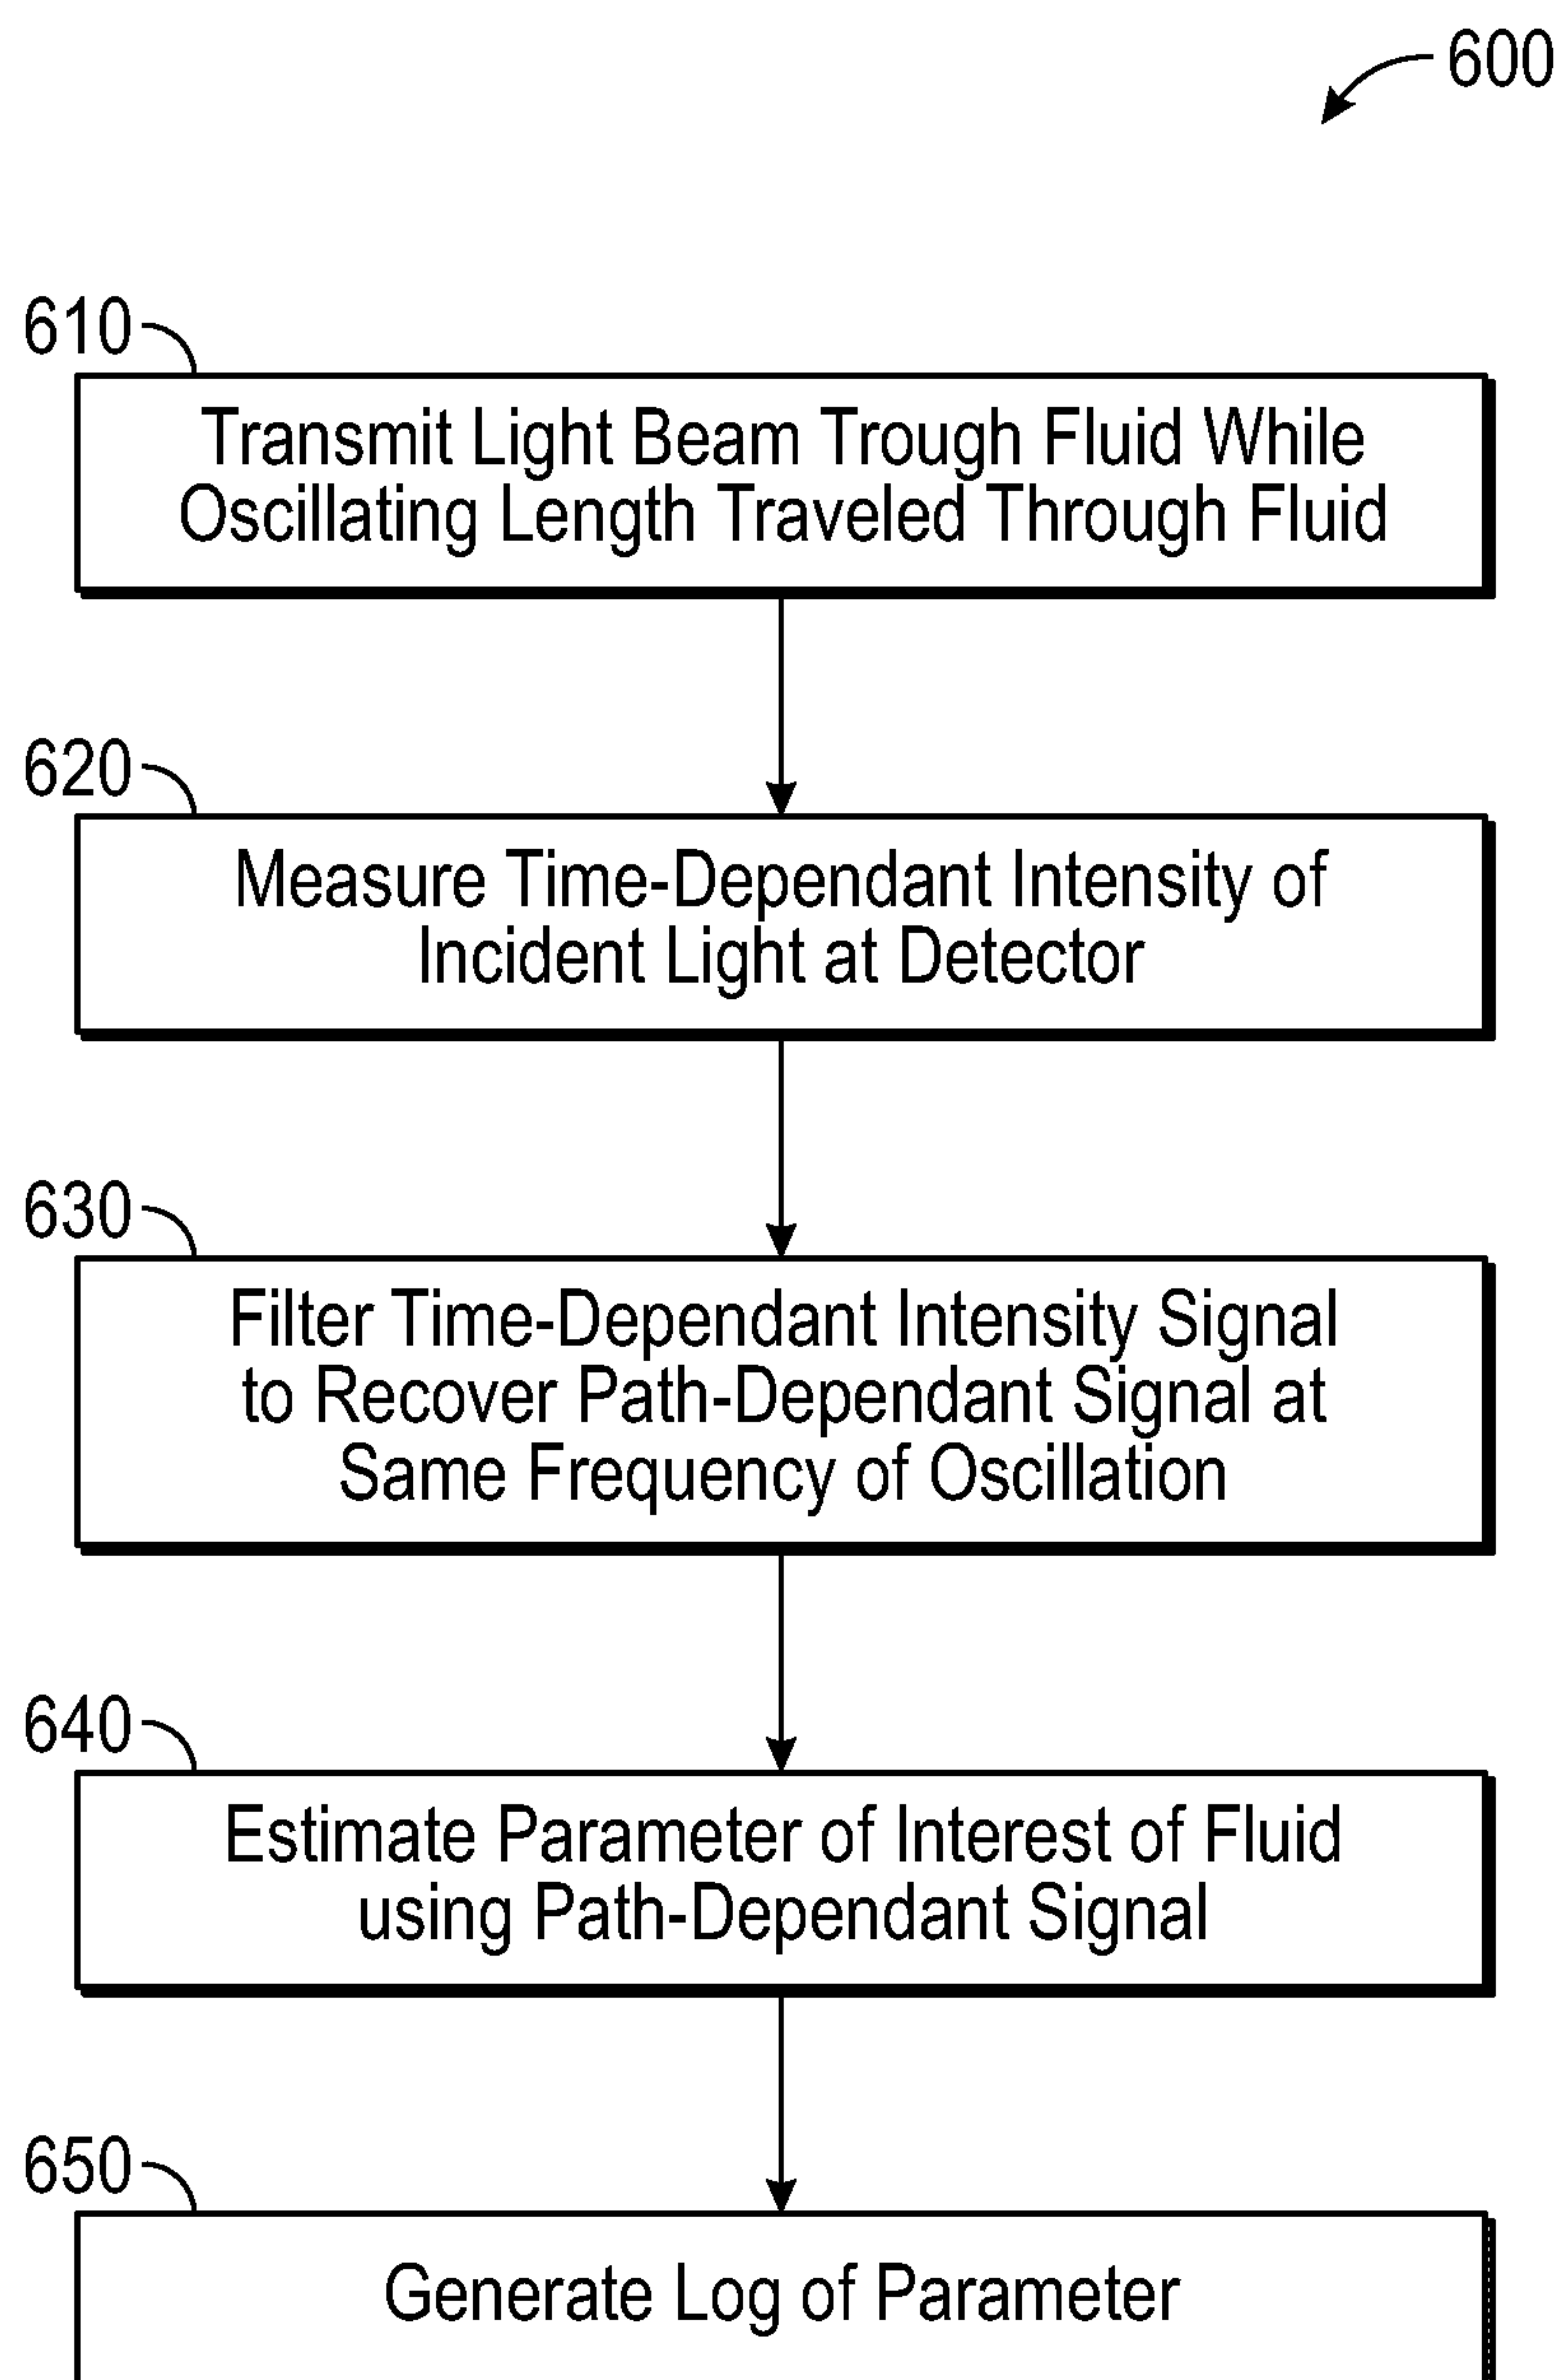 600
610
Transmit Light Beam Trough Fluid While
Oscillating Length Traveled Through Fluid
620
Measure Time-Dependant Intensity of
Incident Light at Detector
630
Filter Time-Dependant Intensity Signal
to Recover Path-Dependant Signal at
Same Frequency of Oscillation
640
Estimate Parameter of Interest of Fluid
using Path-Dependant Signal
650
Generate Log of Parameter